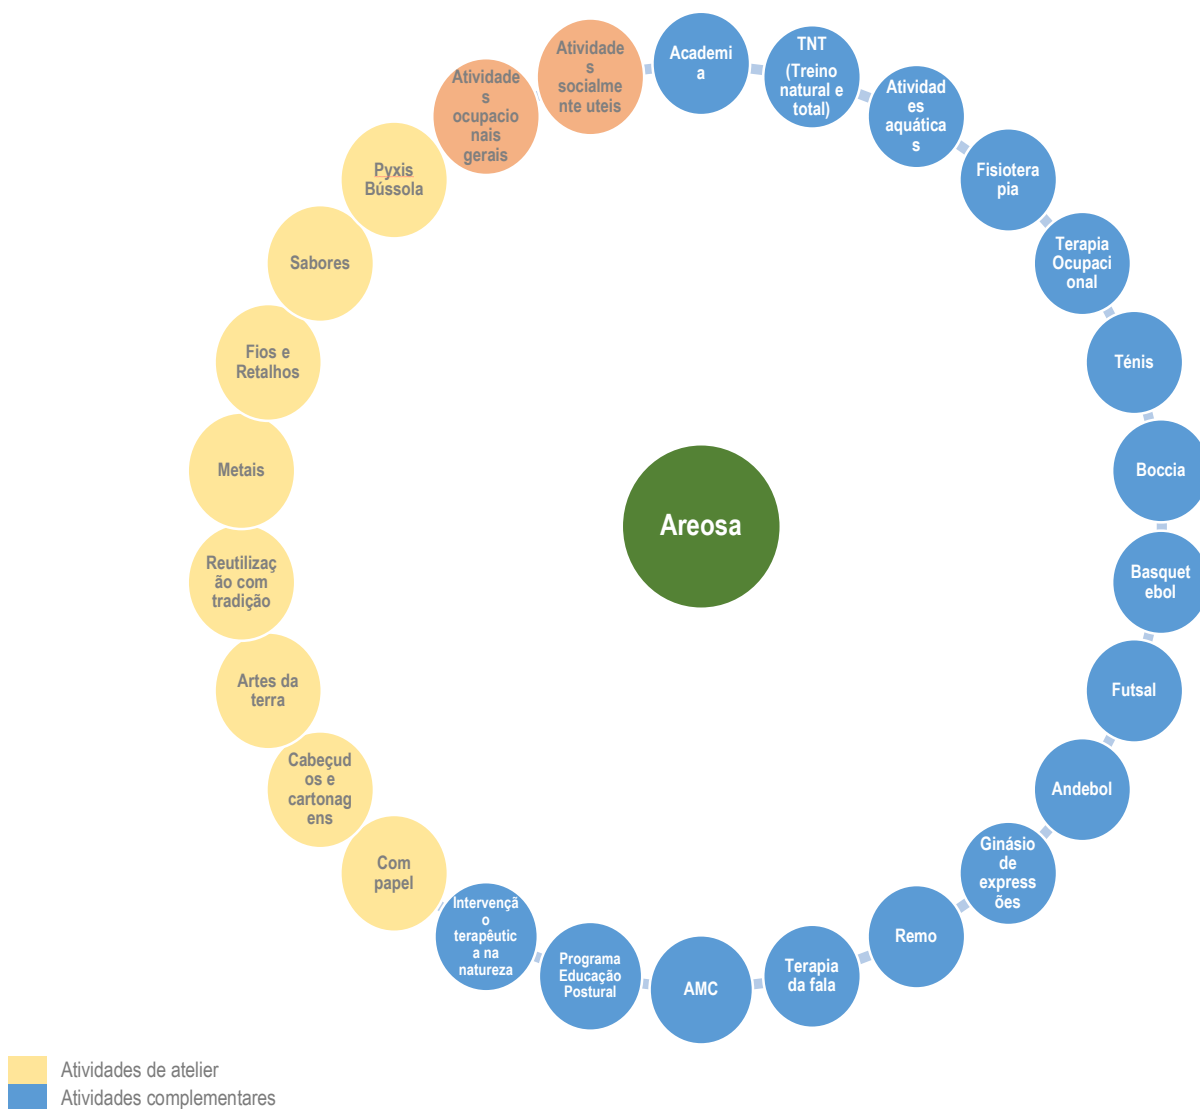 Academi
a
TNT
(Treino
natural e
total)
Atividad
es
aquática
s
Fisiotera
pia
Terapia
Ocupaci
onal
Ténis
Boccia
Basquet
ebol
Futsal
Andebol
Ginásio
de
express
ões
Remo
Terapia
da fala
AMC
Programa
Educação
Postural
Intervençã
o
terapêutic
a na
natureza
Com
papel
Cabeçud
os e
cartonag
ens
Artes da
terra
Reutilizaç
ão com
tradição
Metais
Fios e
Retalhos
Sabores
Pyxis
Bússola
Atividade
s
ocupacio
nais
gerais
Atividade
s
socialme
nte uteis
Areosa
Atividades de atelier
Atividades complementares